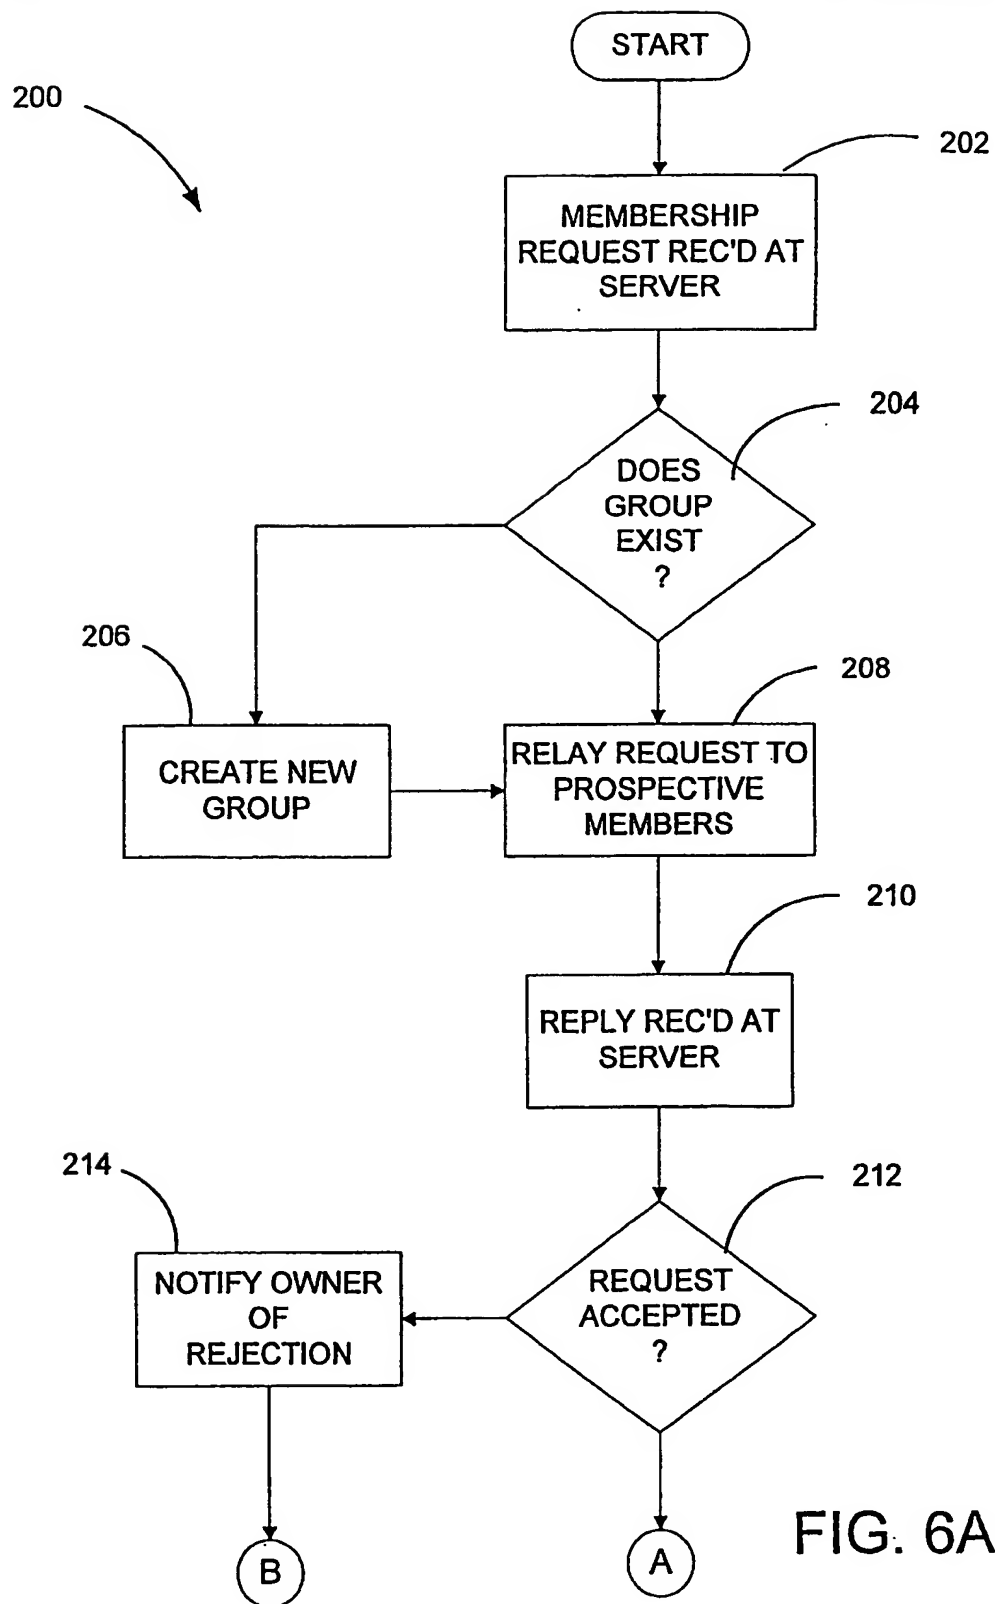 START
200
202
MEMBERSHIP
REQUEST REC'D AT
SERVER
204
DOES
GROUP
EXIST
?
206
208
CREATE NEW
GROUP
RELAY REQUEST TO
PROSPECTIVE
MEMBERS
210
REPLY REC'D AT
SERVER
214
212
NOTIFY OWNER
OF
REJECTION
REQUEST
ACCEPTED
?
B
A
FIG. 6A